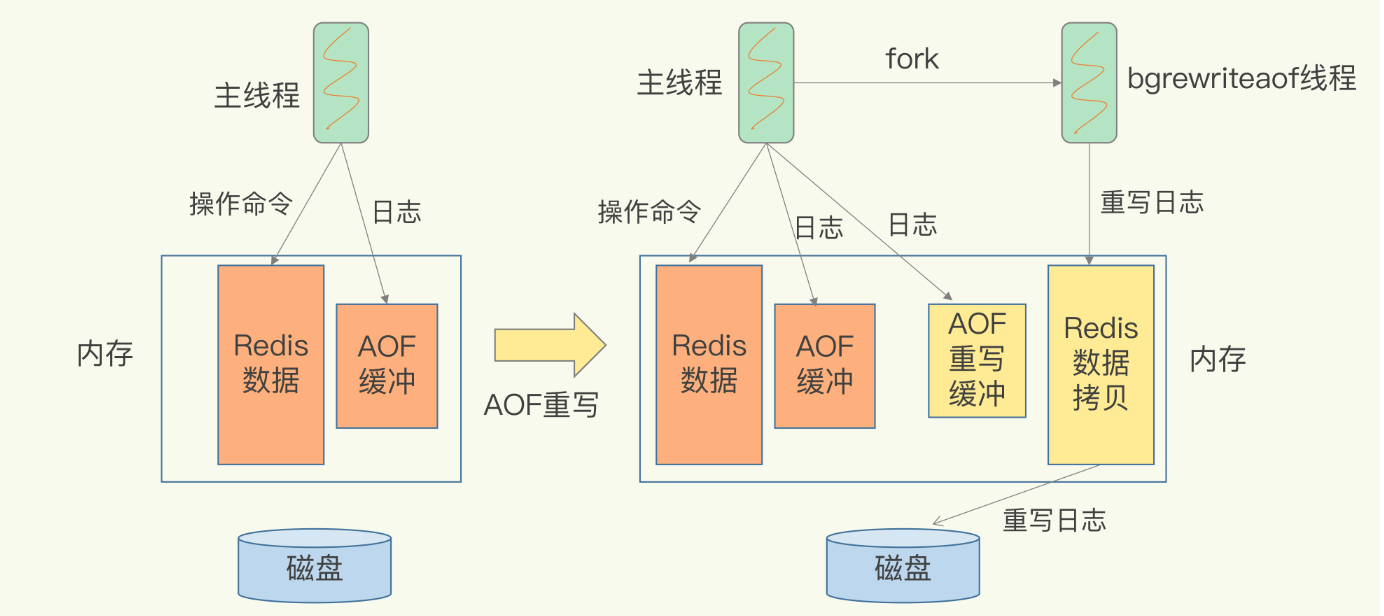 主线程
操作命令
日志
内存
Redis
数据
AOF
缓冲
磁盘
AOF重写
主线程
fork
bgrewriteaof线程
操作命令
日志
日志
重写日志
Redis
数据
AOF
缓冲
AOF
重写
缓冲
Redis
数据
拷贝
内存
重写日志
磁盘